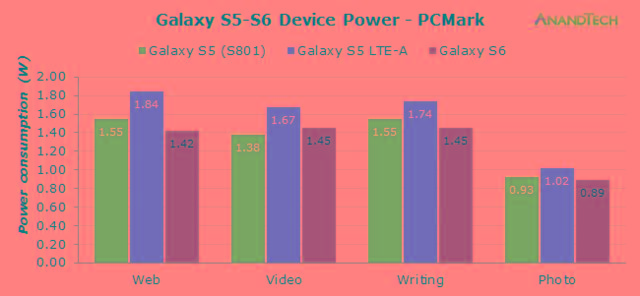 Galaxy S5-S6 Device Power - PCMark
ANANDTECH
Galaxy S5 (S801) Galaxy S5 LTE-A Galaxy S6
Power consumption (W)
2.00
1.80
1.60
1.40
1.20
1.00
0.80
0.60
0.40
0.20
0.00
1.55 1.84 1.42
1.38 1.67 1.45
1.55 1.74 1.45
0.93 1.02 0.89
Web Video Writing Photo